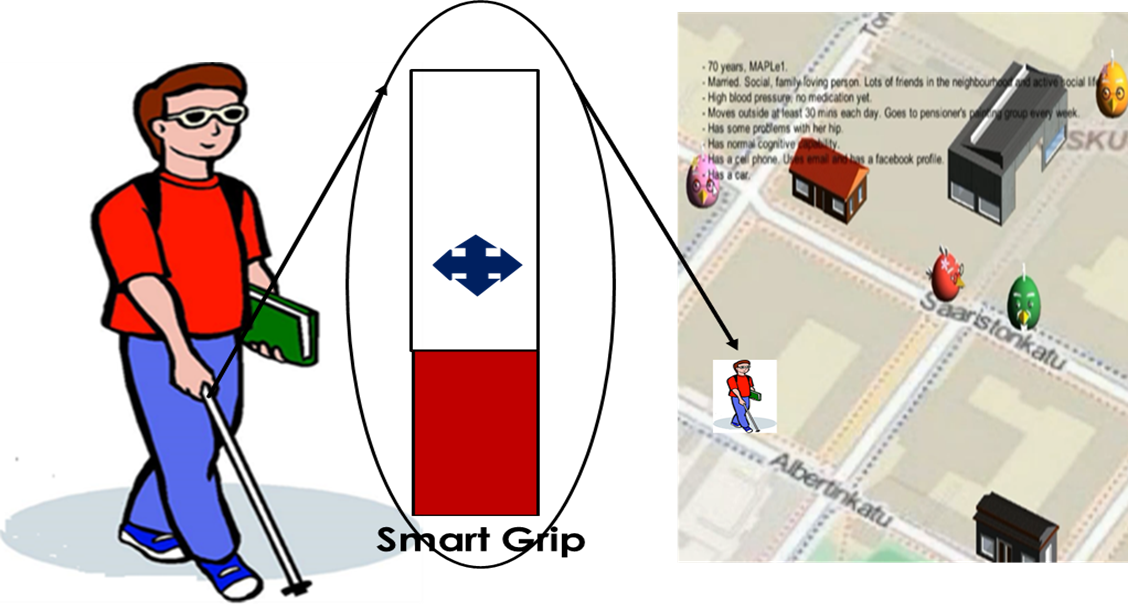 Smart Grip
Tor
- 70 years, MAPLe1.
- Married. Social, family loving person. Lots of friends in the neighbourhood and active social life
- High blood pressure, no medication yet.
- Moves outside at least 30 mins each day. Goes to pensioner's painting group every week.
- Has some problems with her hip.
- Has normal cognitive capability.
- Has a cell phone. Uses email and has a facebook profile.
- Has a car.
SKU
Saaristonkatu
Albertinkatu